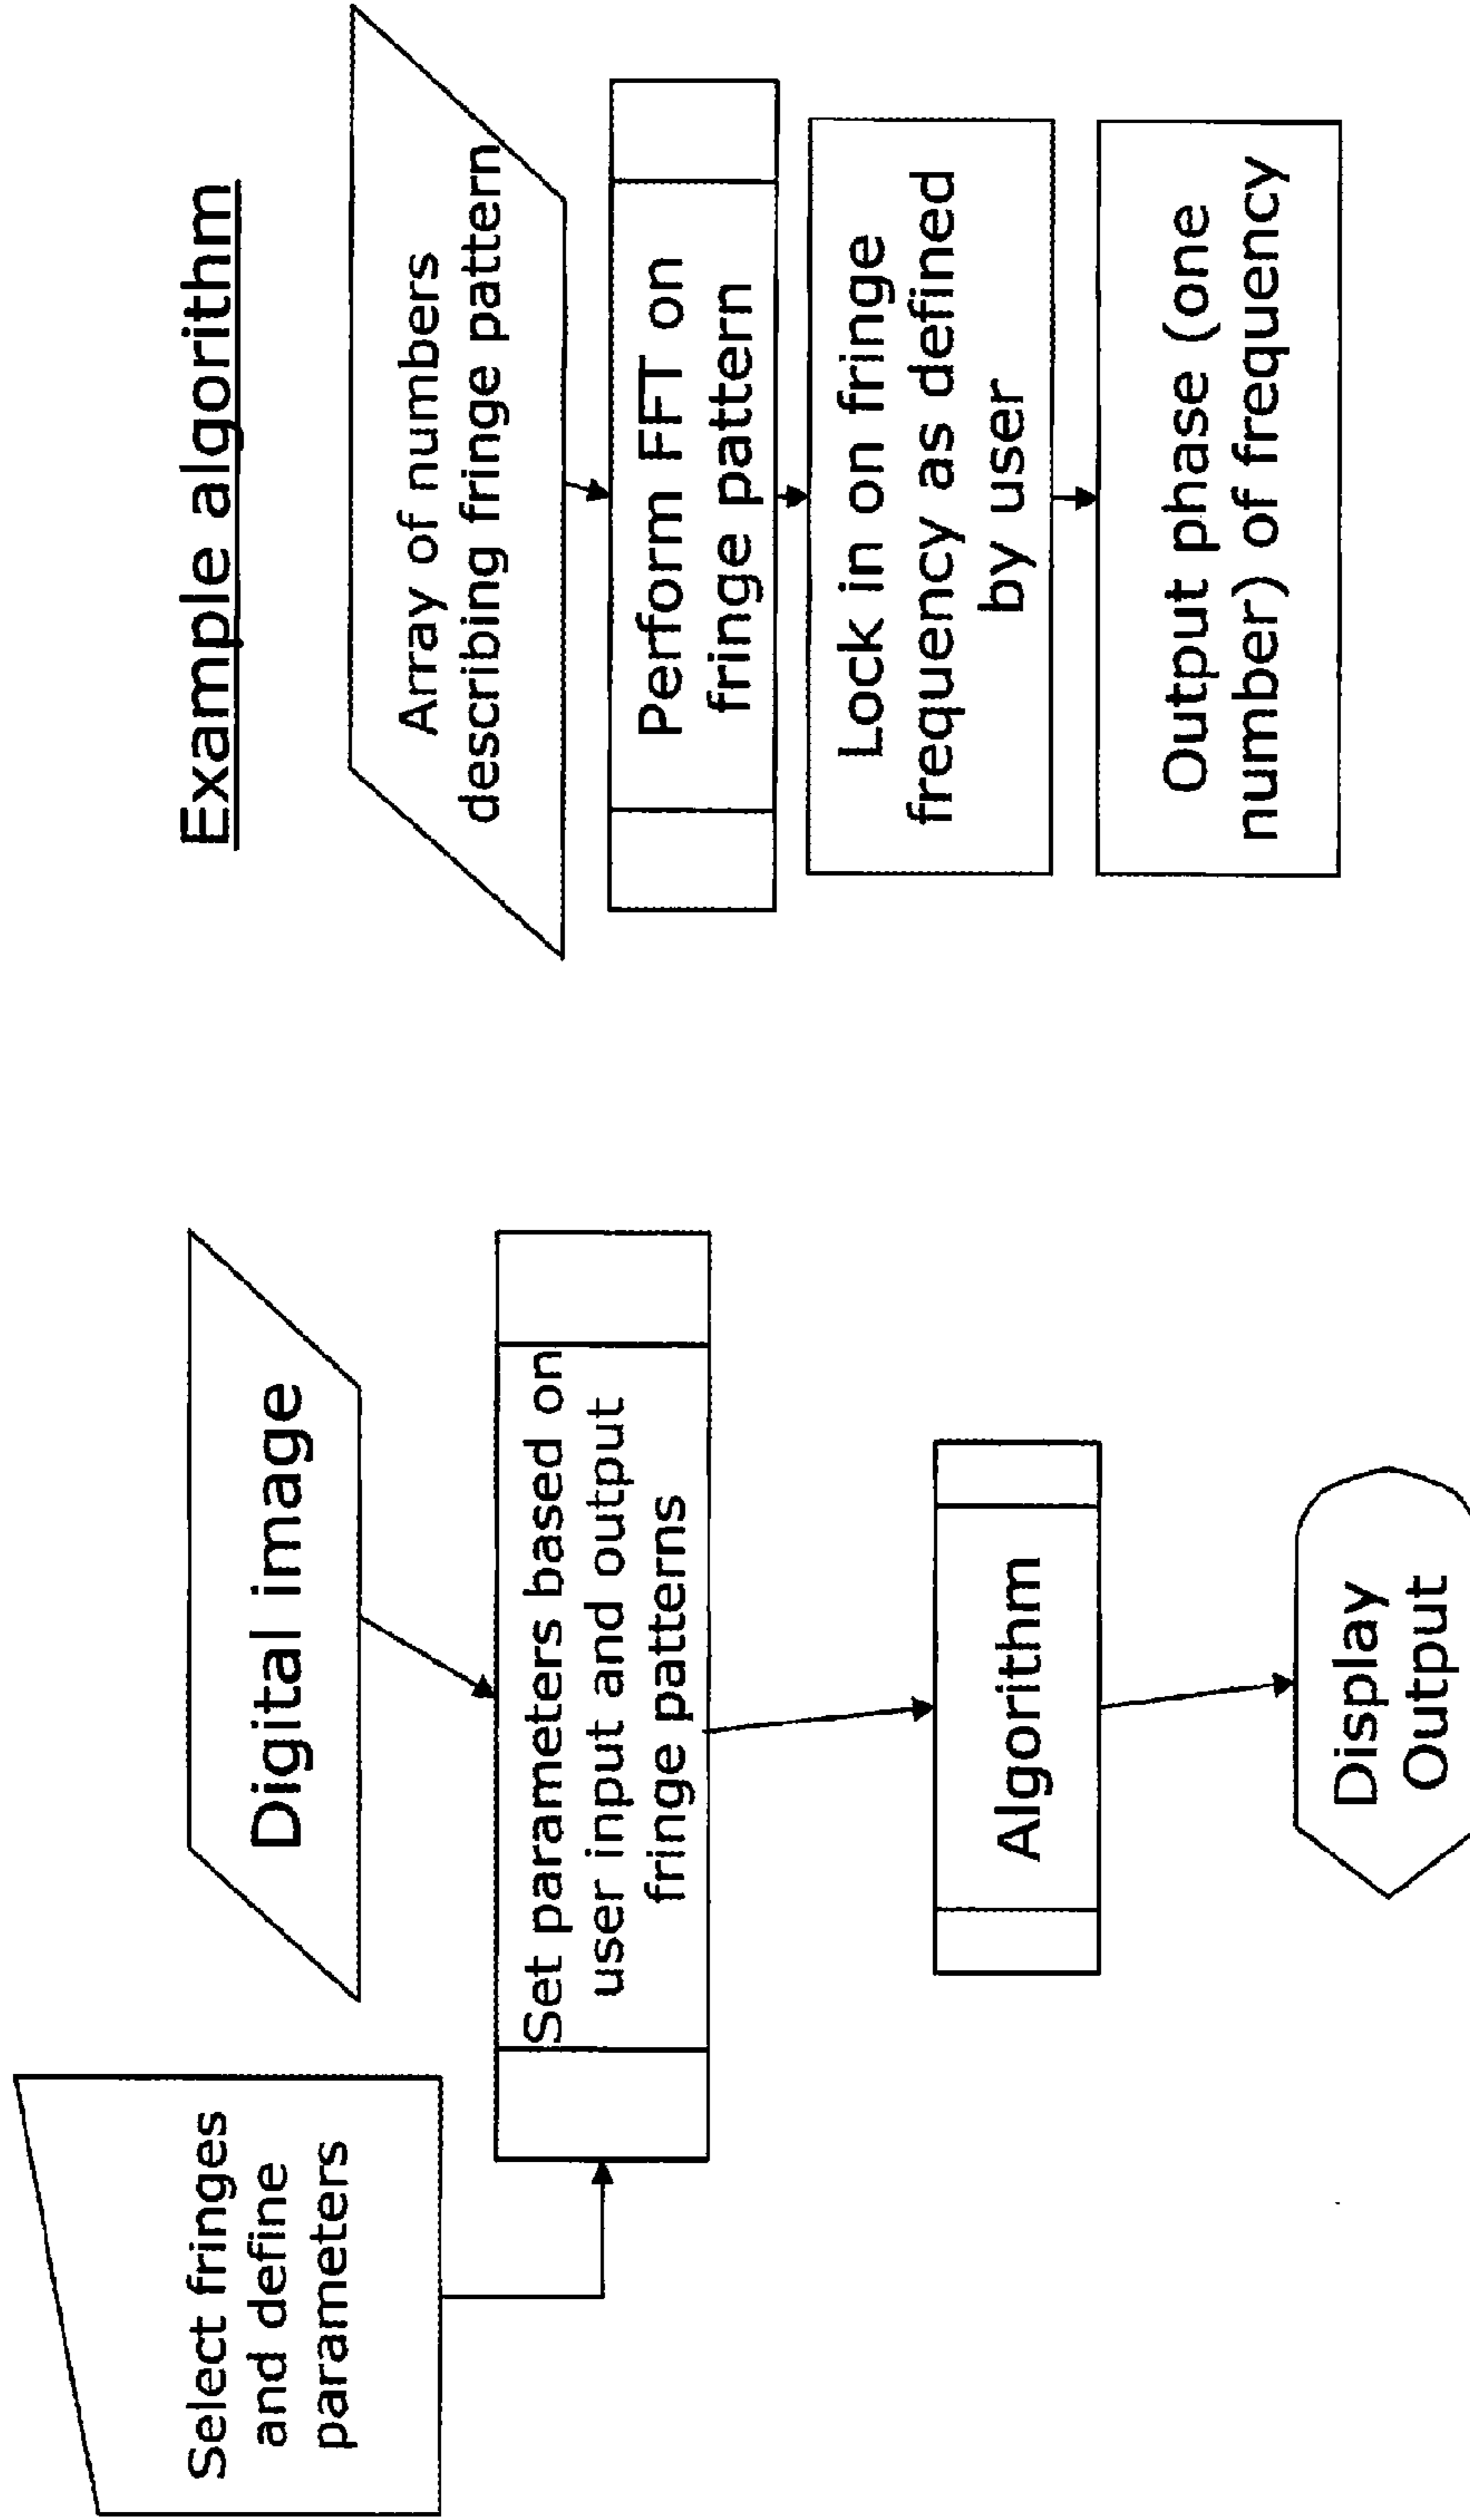 Select fringes
and define
parameters
Digital image
Set parameters based on
user input and output
fringe patterns
Algorithm
Display
Output
Example algorithm
Array of numbers
describing fringe pattern
Perform FFT on
fringe pattern
Lock in on fringe
frequency as defined
by user
Output phase (one
number) of frequency